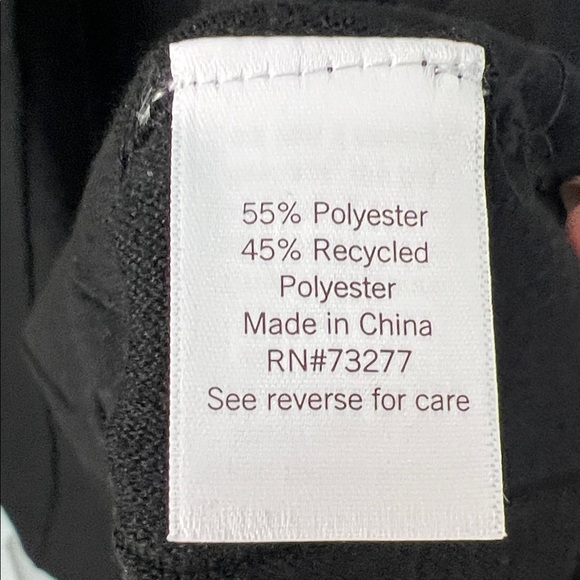 55% Polyester
45% Recycled
Polyester
Made in China
RN#73277
See reverse for care